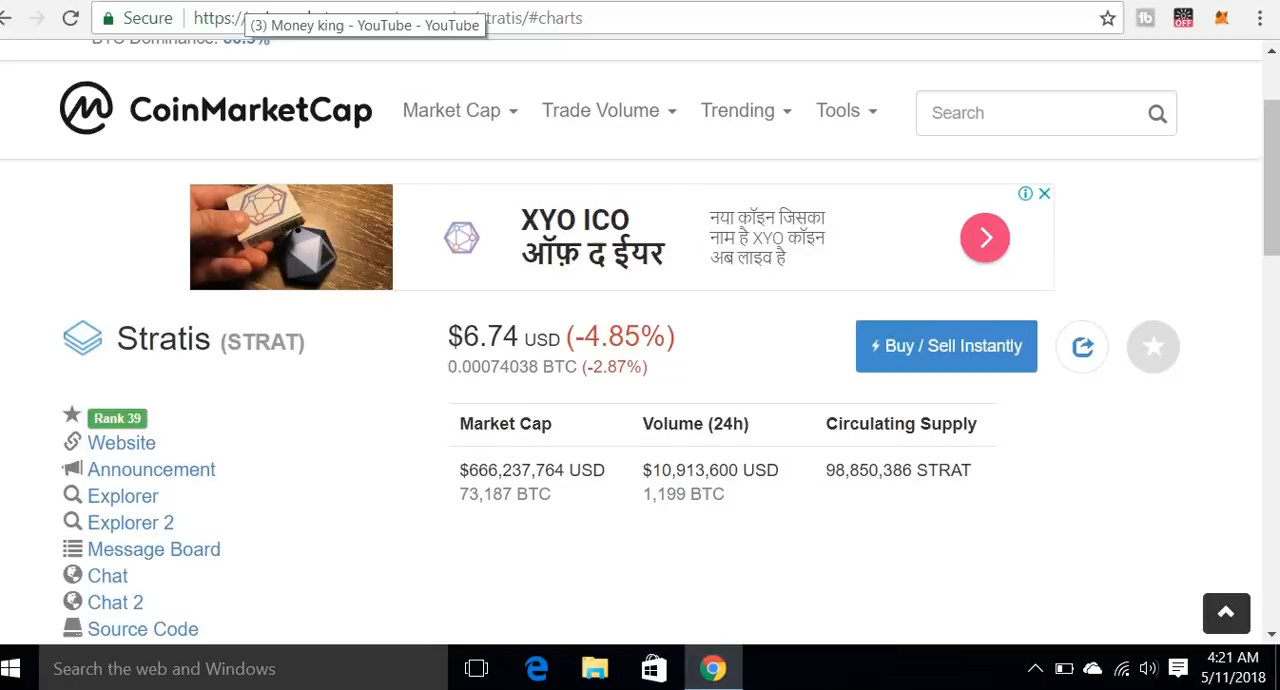 Secure
https:/
stratis/#charts
(3) Money king - YouTube - YouTube
OFF
BTC Dominance:
CoinMarketCap
Market Cap
Trade Volume
Trending
Tools
Search
XYO ICO
ऑफ़ द ईयर
नया कॉइन जिसका
नाम है XYO कॉइन
अब लाइव है
Stratis (STRAT)
$6.74 USD (-4.85%)
0.00074038 BTC (-2.87%)
Buy / Sell Instantly
Rank 39
Website
Announcement
Explorer
Explorer 2
Message Board
Chat
Chat 2
Source Code
Market Cap
Volume (24h)
Circulating Supply
$666,237,764 USD
$10,913,600 USD
98,850,386 STRAT
73,187 BTC
1,199 BTC
Search the web and Windows
4:21 AM
5/11/2018